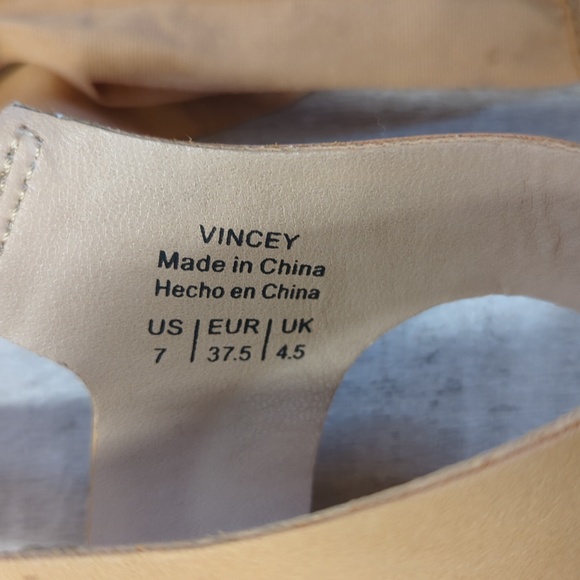 VINCEY
Made in China
Hecho en China
US | EUR | UK
7 | 37.5 | 4.5